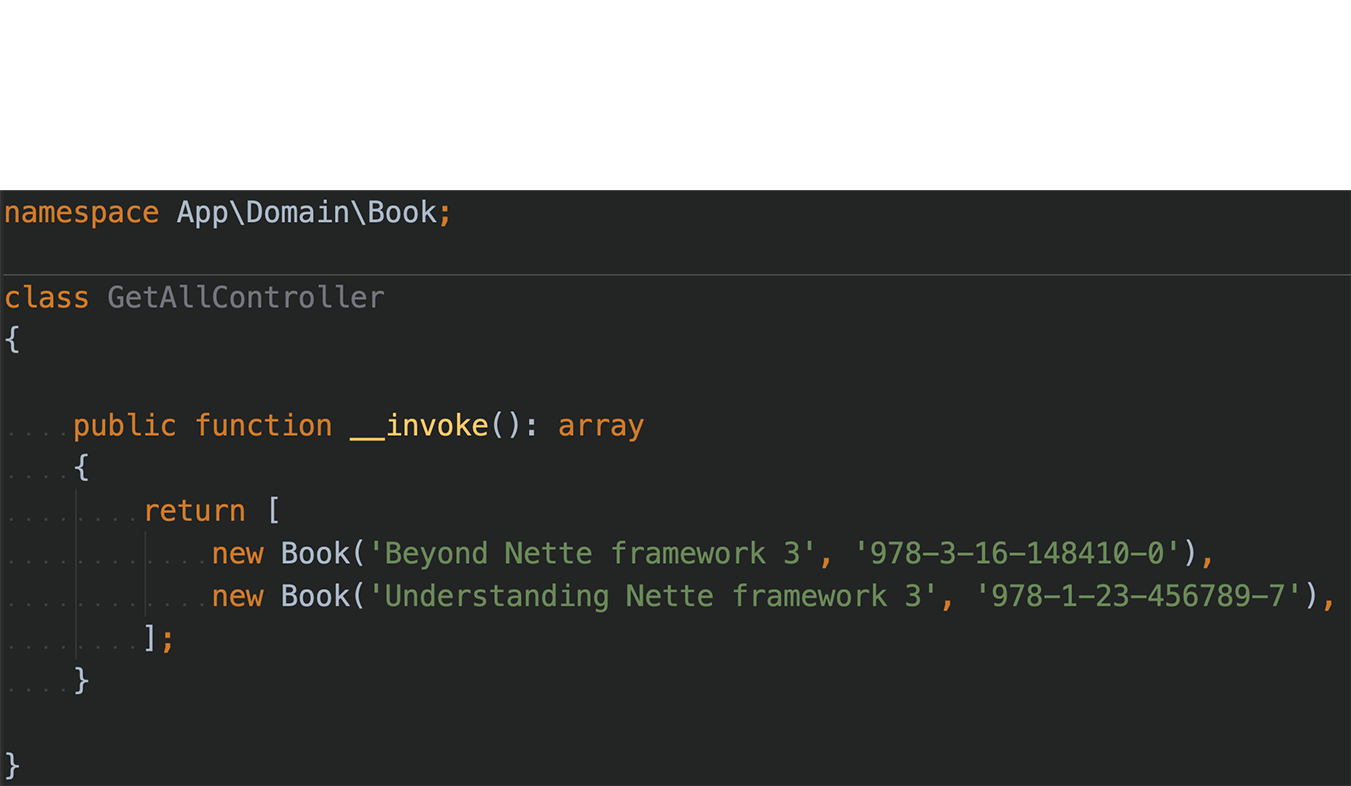 namespace App\Domain\Book;
class GetAllController
{
public function __invoke(): array
{
return [
new Book('Beyond Nette framework 3', '978-3-16-148410-0'),
new Book('Understanding Nette framework 3', '978-1-23-456789-7'),
];
}
}